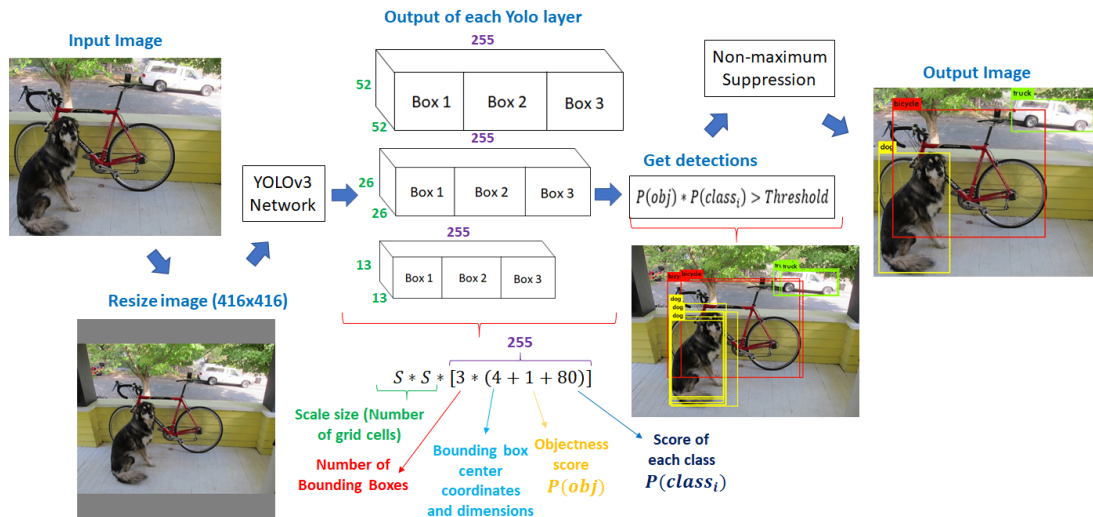 Input Image
Resize image (416x416)
YOLOv3
Network
Output of each Yolo layer
255
52
52
Box 1
Box 2
Box 3
255
26
26
Box 1
Box 2
Box 3
255
13
13
Box 1
Box 2
Box 3
255
S * S * [3 * (4 + 1 + 80)]
Scale size (Number
of grid cells)
Number of
Bounding Boxes
Bounding box
center
coordinates
and dimensions
Objectness
score
P(obj)
Score of
each class
P(class_i)
Get detections
P(obj) * P(class_i) > Threshold
bicycle
truck
dog
dog
dog
Non-maximum
Suppression
Output Image
bicycle
truck
dog